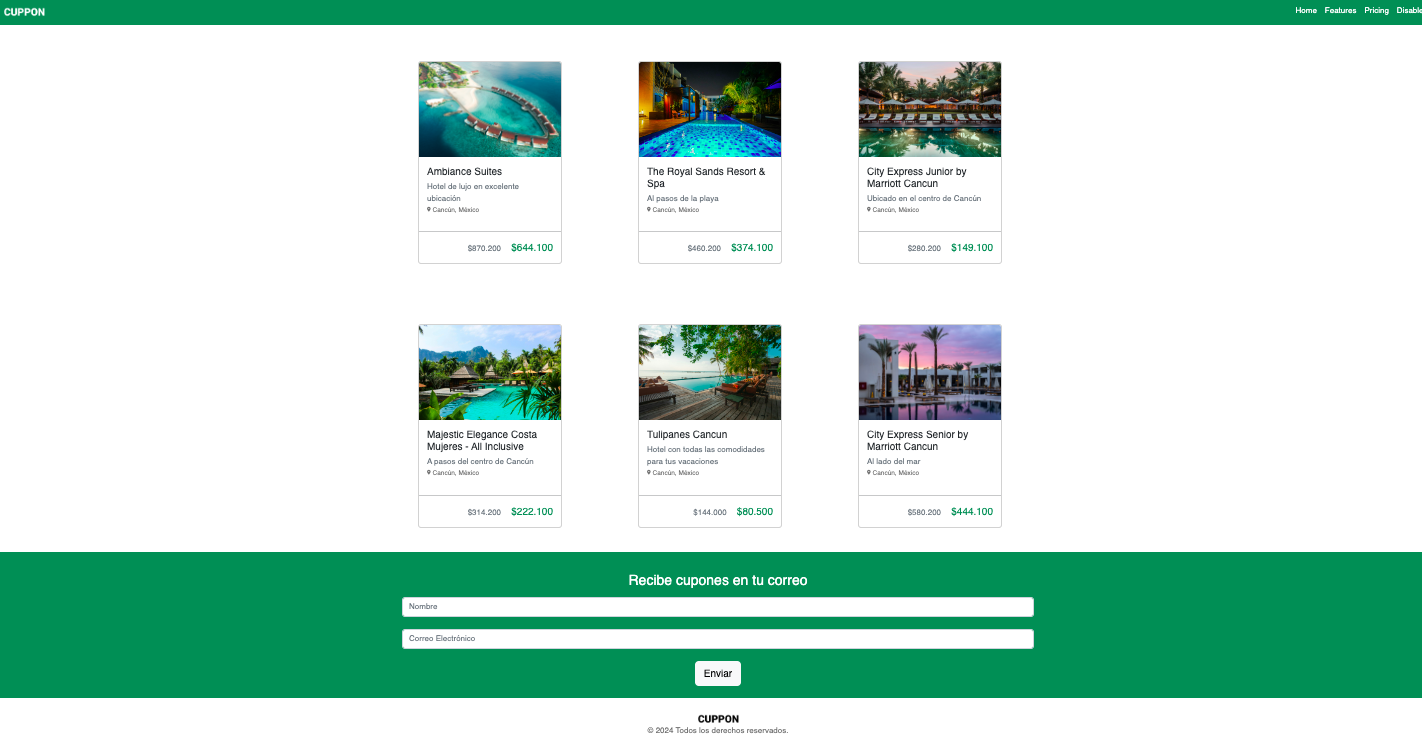 CUPPON
Home Features Pricing Disable
Ambiance Suites
Hotel de lujo en excelente
ubicación
Cancún, México
$870.200 $644.100
The Royal Sands Resort &
Spa
Al pasos de la playa
Cancún, México
$460.200 $374.100
City Express Junior by
Marriott Cancun
Ubicado en el centro de Cancún
Cancún, México
$280.200 $149.100
Majestic Elegance Costa
Mujeres - All Inclusive
A pasos del centro de Cancún
Cancún, México
$314.200 $222.100
Tulipanes Cancun
Hotel con todas las comodidades
para tus vacaciones
Cancún, México
$144.000 $80.500
City Express Senior by
Marriott Cancun
Al lado del mar
Cancún, México
$580.200 $444.100
Recibe cupones en tu correo
Nombre
Correo Electrónico
Enviar
CUPPON
© 2024 Todos los derechos reservados.